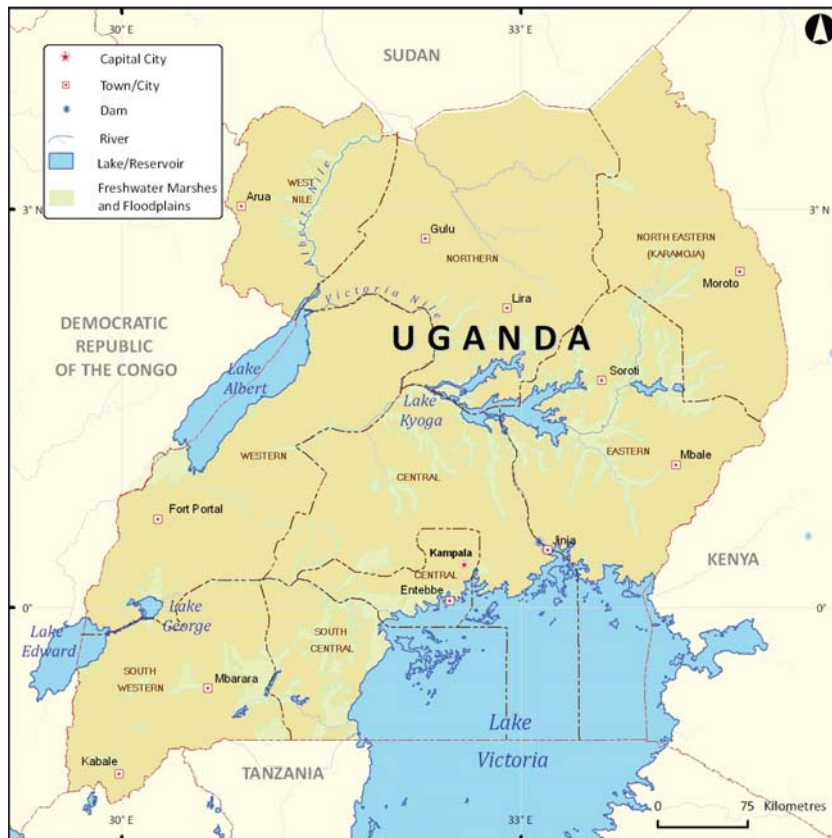 30° E
33° E
SUDAN
Capital City
Town/City
Dam
River
Lake/Reservoir
Freshwater Marshes
and Floodplains
3° N
3° N
WEST
NILE
Arua
Albert Nile
Gulu
NORTHERN
NORTH EASTERN
(KARAMOJA)
Moroto
Victoria Nile
Lira
DEMOCRATIC
REPUBLIC
OF THE CONGO
UGANDA
Lake
Albert
Soroti
Lake
Kyoga
WESTERN
EASTERN
Mbale
CENTRAL
Fort Portal
Kampala
Jinja
CENTRAL
KENYA
Entebbe
0°
0°
Lake
George
Lake
Edward
SOUTH
CENTRAL
SOUTH
WESTERN
Mbarara
Lake
Victoria
Kabale
TANZANIA
0 75 Kilometres
30° E
33° E